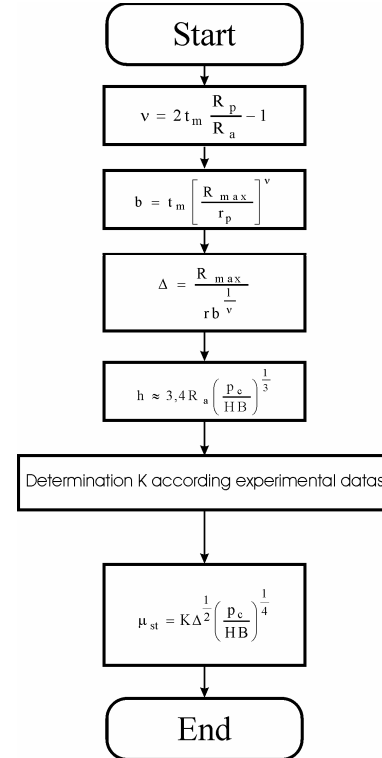 Start
ν = 2 t_m R_p / R_a − 1
b = t_m [ R_max / r_p ]^ν
Δ = R_max / r b^(1/ν)
h ≈ 3,4 R_a ( p_c / HB )^(1/3)
Determination K according experimental datas
μ_st = K Δ^(1/2) ( p_c / HB )^(1/4)
End